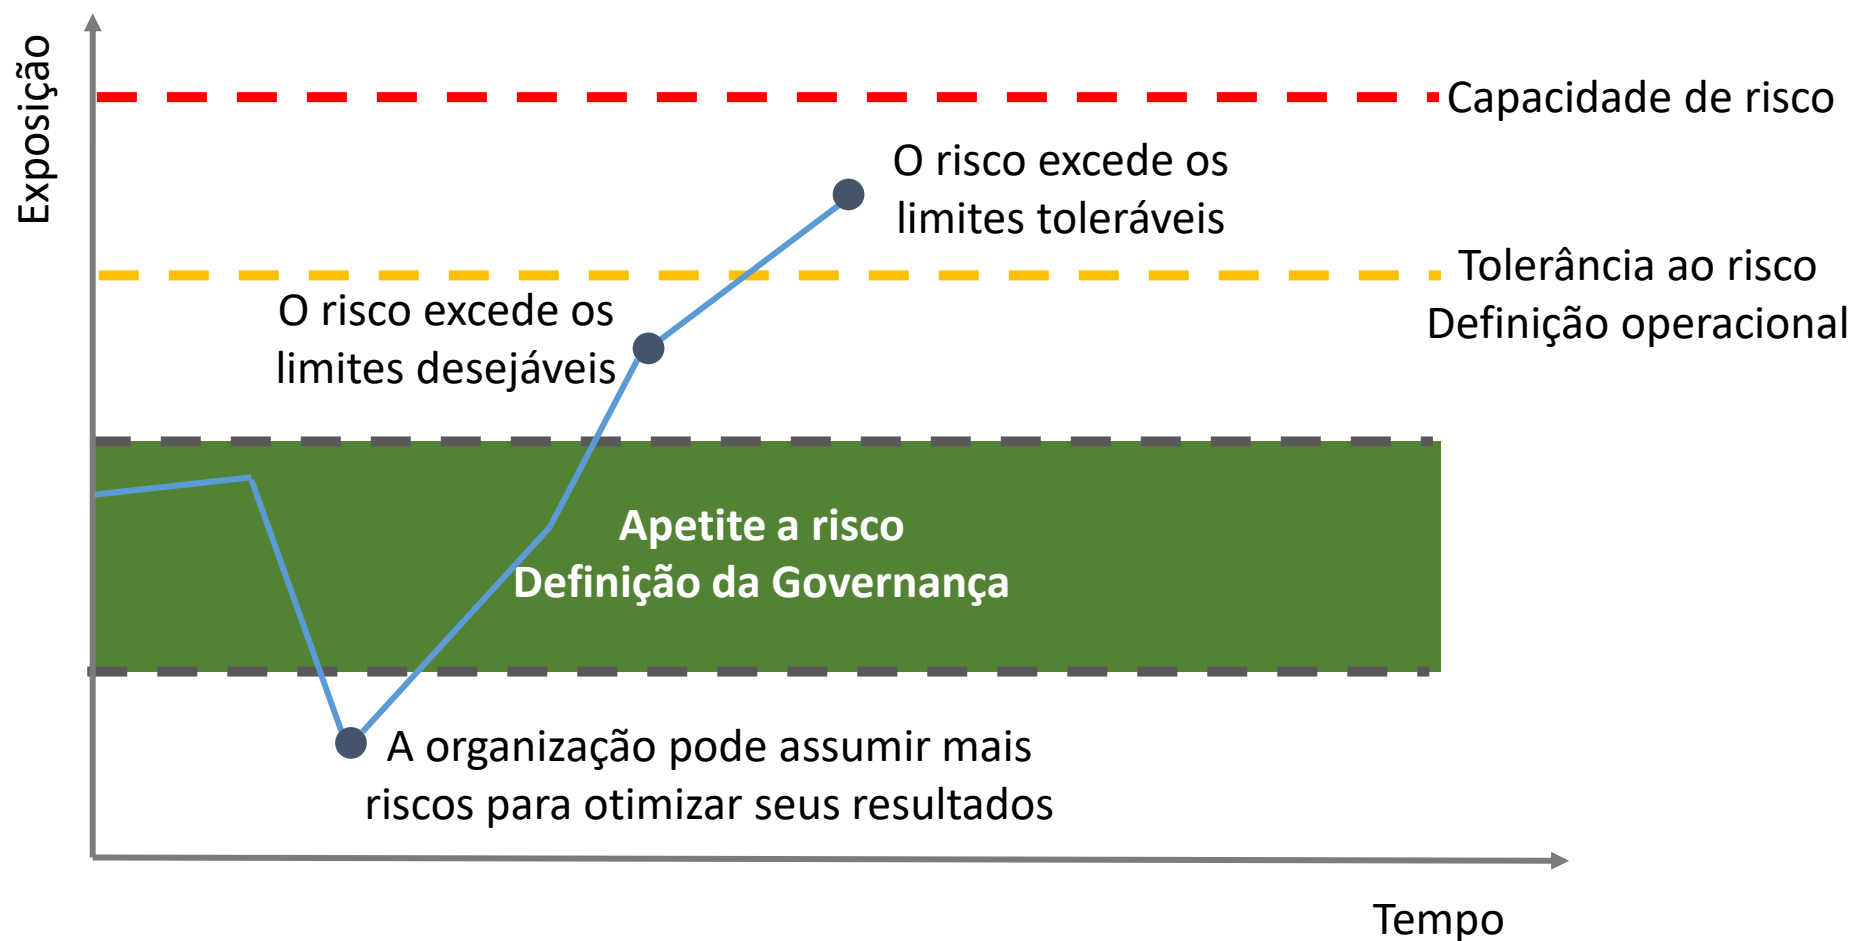 Exposição
Capacidade de risco
O risco excede os
limites toleráveis
Tolerância ao risco
Definição operacional
O risco excede os
limites desejáveis
Apetite a risco
Definição da Governança
A organização pode assumir mais
riscos para otimizar seus resultados
Tempo